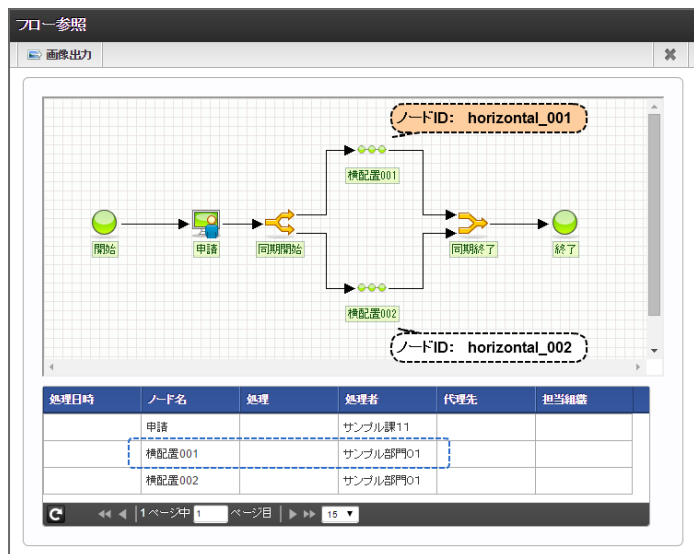 フロー参照
画像出力
ノードID: horizontal_001
横配置001
開始
申請
同期開始
同期終了
終了
横配置002
ノードID: horizontal_002
処理日時 ノード名 処理 処理者 代理先 担当組織
申請 サンプル課11
横配置001 サンプル部門01
横配置002 サンプル部門01
1 ページ中 1 ページ目 15